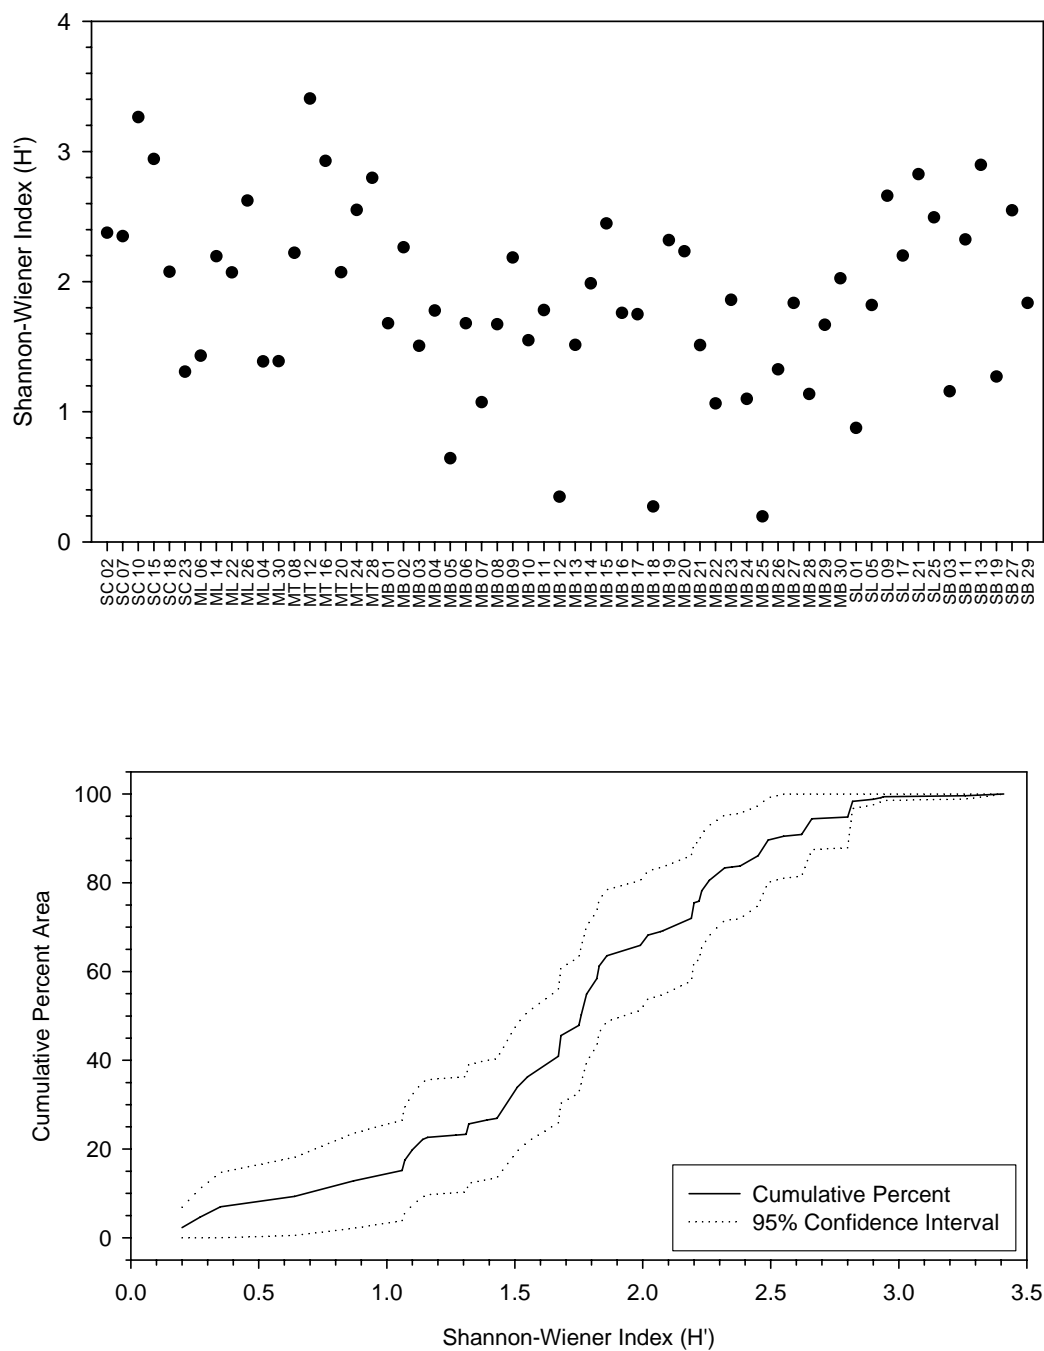 4
3
2
1
0
Shannon-Wiener Index (H')
SC 02
SC 07
SC 10
SC 15
SC 18
SC 23
ML 06
ML 14
ML 22
ML 26
ML 04
ML 30
MT 08
MT 12
MT 16
MT 20
MT 24
MT 28
MB 01
MB 02
MB 03
MB 04
MB 05
MB 06
MB 07
MB 08
MB 09
MB 10
MB 11
MB 12
MB 13
MB 14
MB 15
MB 16
MB 17
MB 18
MB 19
MB 20
MB 21
MB 22
MB 23
MB 24
MB 25
MB 26
MB 27
MB 28
MB 29
MB 30
SL 01
SL 05
SL 09
SL 17
SL 21
SL 25
SB 03
SB 11
SB 13
SB 19
SB 27
SB 29
100
80
60
40
20
0
Cumulative Percent Area
Cumulative Percent
95% Confidence Interval
0.0 0.5 1.0 1.5 2.0 2.5 3.0 3.5
Shannon-Wiener Index (H')